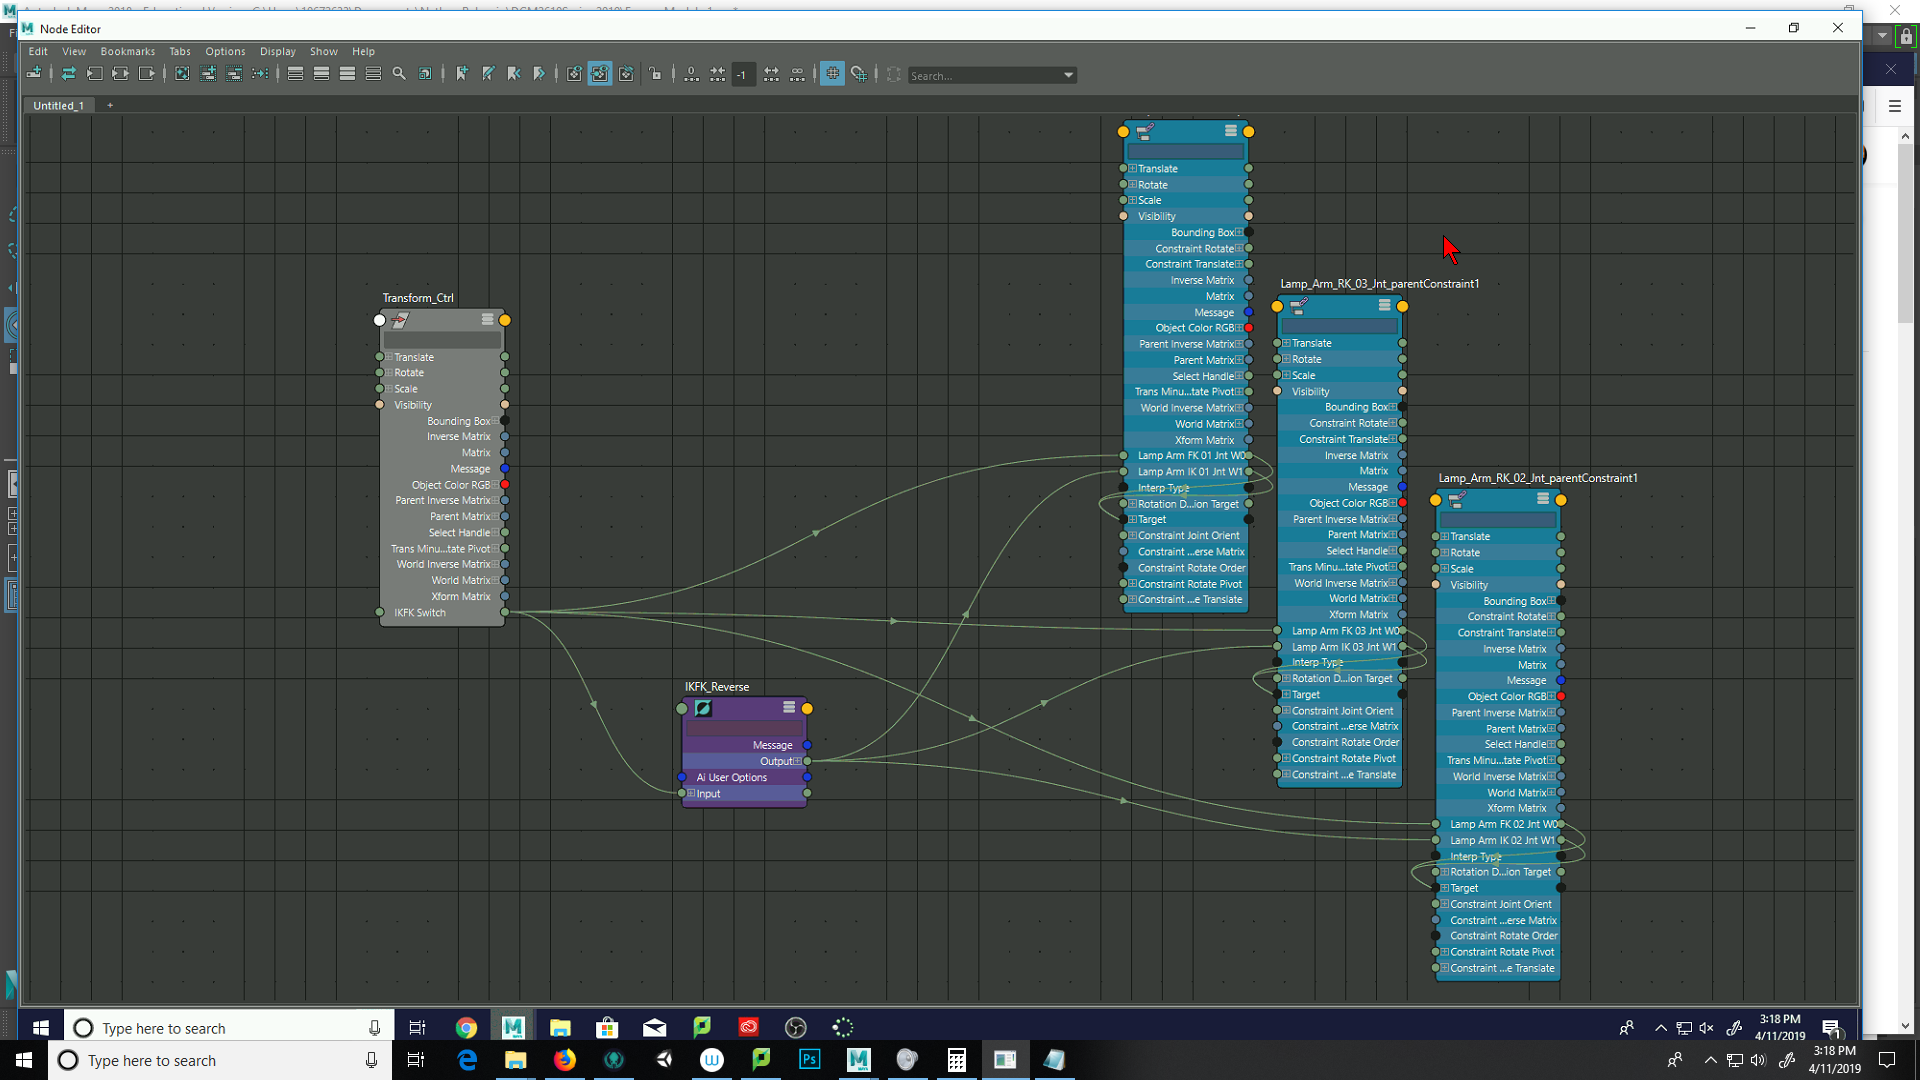 Node Editor
Edit View Bookmarks Tabs Options Display Show Help
-1
Search...
Untitled_1 +
Translate
Rotate
Scale
Visibility
Bounding Box
Constraint Rotate
Constraint Translate
Inverse Matrix
Matrix
Message
Object Color RGB
Parent Inverse Matrix
Parent Matrix
Select Handle
Trans Minu...tate Pivot
World Inverse Matrix
World Matrix
Xform Matrix
Lamp Arm FK 01 Jnt W0
Lamp Arm IK 01 Jnt W1
Interp Type
Rotation D...ion Target
Target
Constraint Joint Orient
Constraint ...erse Matrix
Constraint Rotate Order
Constraint Rotate Pivot
Constraint ...e Translate
Lamp_Arm_RK_03_Jnt_parentConstraint1
Translate
Rotate
Scale
Visibility
Bounding Box
Constraint Rotate
Constraint Translate
Inverse Matrix
Matrix
Message
Object Color RGB
Parent Inverse Matrix
Parent Matrix
Select Handle
Trans Minu...tate Pivot
World Inverse Matrix
World Matrix
Xform Matrix
Lamp Arm FK 03 Jnt W0
Lamp Arm IK 03 Jnt W1
Interp Type
Rotation D...ion Target
Target
Constraint Joint Orient
Constraint ...erse Matrix
Constraint Rotate Order
Constraint Rotate Pivot
Constraint ...e Translate
Lamp_Arm_RK_02_Jnt_parentConstraint1
Translate
Rotate
Scale
Visibility
Bounding Box
Constraint Rotate
Constraint Translate
Inverse Matrix
Matrix
Message
Object Color RGB
Parent Inverse Matrix
Parent Matrix
Select Handle
Trans Minu...tate Pivot
World Inverse Matrix
World Matrix
Xform Matrix
Lamp Arm FK 02 Jnt W0
Lamp Arm IK 02 Jnt W1
Interp Type
Rotation D...ion Target
Target
Constraint Joint Orient
Constraint ...erse Matrix
Constraint Rotate Order
Constraint Rotate Pivot
Constraint ...e Translate
Transform_Ctrl
Translate
Rotate
Scale
Visibility
Bounding Box
Inverse Matrix
Matrix
Message
Object Color RGB
Parent Inverse Matrix
Parent Matrix
Select Handle
Trans Minu...tate Pivot
World Inverse Matrix
World Matrix
Xform Matrix
IKFK Switch
IKFK_Reverse
Message
Output
Ai User Options
Input
Type here to search
3:18 PM
4/11/2019
1
Type here to search
Ps
3:18 PM
4/11/2019